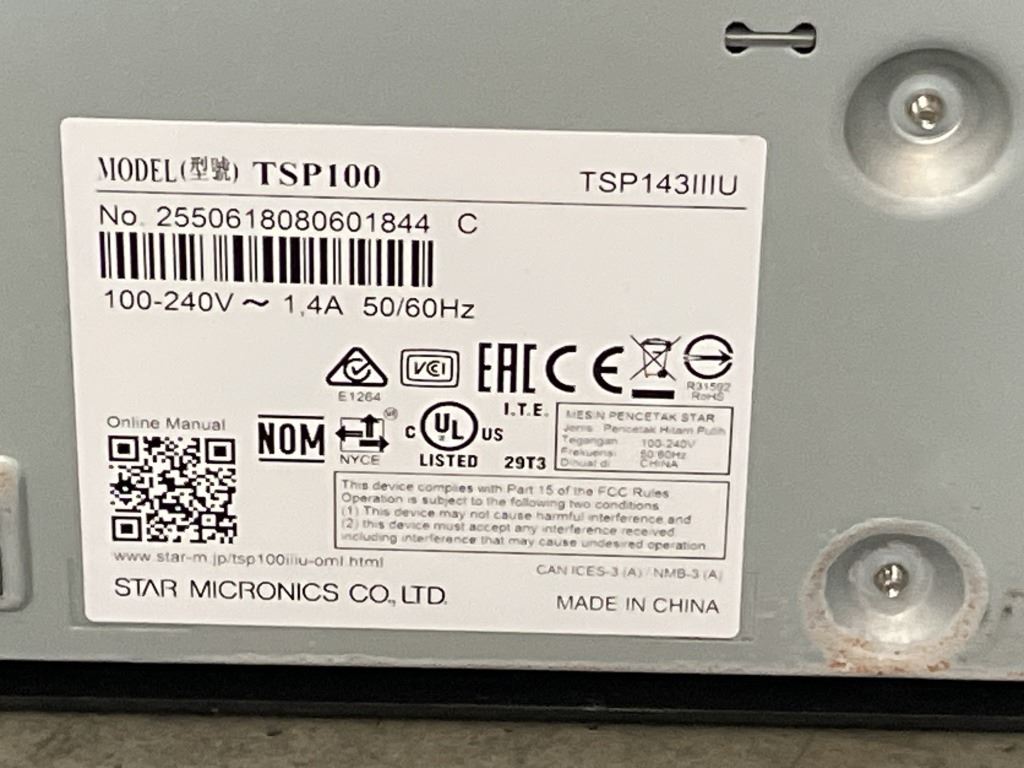 MODEL(型號) TSP100 TSP143IIIU
No. 2550618080601844 C
100-240V ~ 1,4A 50/60Hz
E1264
VCI
EAC
CE
R31592
RoHS
NOM
NYCE
C UL US
LISTED
I.T.E.
29T3
MESIN PENCETAK STAR
Jenis : Pencetak Hitam Putih
Tegangan : 100-240V
Frekuensi : 50/60Hz
Dibuat di : CHINA
Online Manual
This device complies with Part 15 of the FCC Rules
Operation is subject to the following two conditions
(1) This device may not cause harmful interference, and
(2) this device must accept any interference received,
including interference that may cause undesired operation
www.star-m.jp/tsp100iiiu-oml.html
CAN ICES-3 (A) / NMB-3 (A)
STAR MICRONICS CO., LTD.
MADE IN CHINA